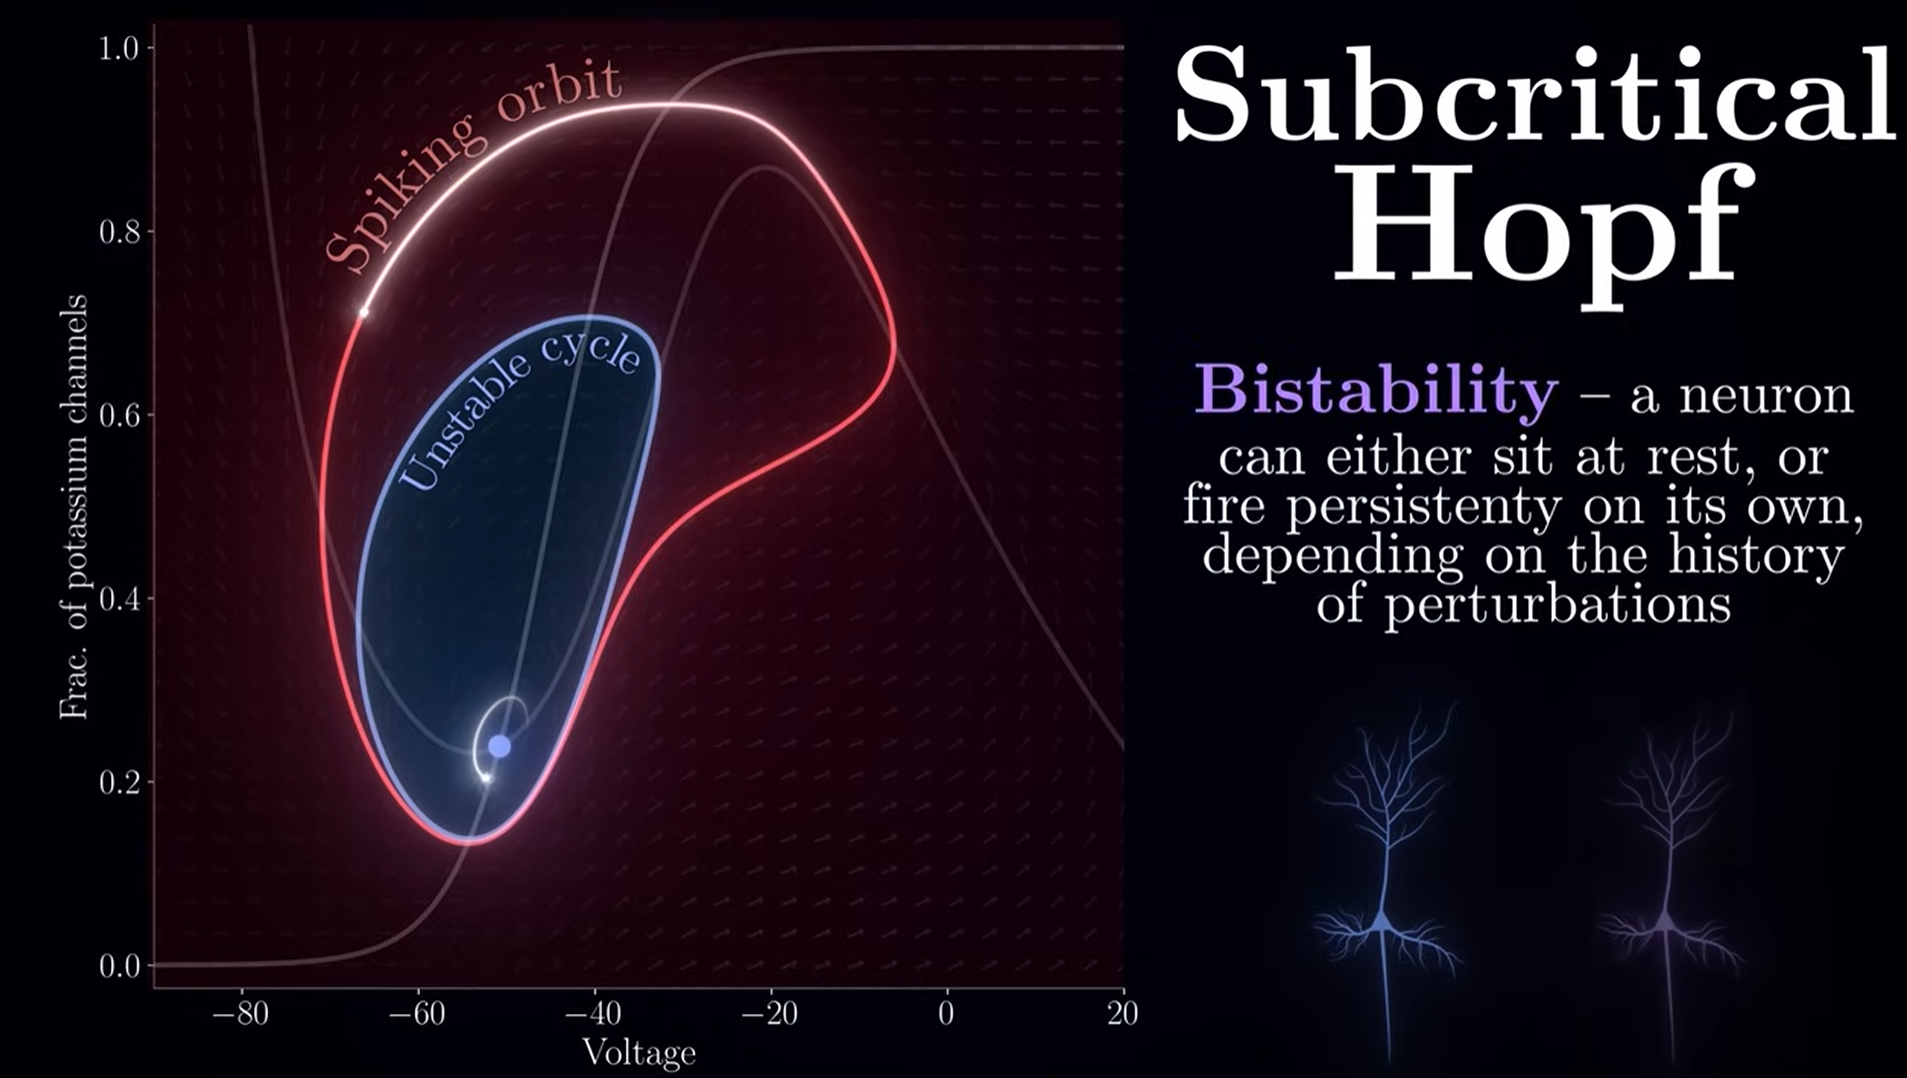 Subcritical
Hopf
Bistability – a neuron
can either sit at rest, or
fire persistenty on its own,
depending on the history
of perturbations
Spiking orbit
Unstable cycle
Frac. of potassium channels
1.0
0.8
0.6
0.4
0.2
0.0
−80 −60 −40 −20 0 20
Voltage